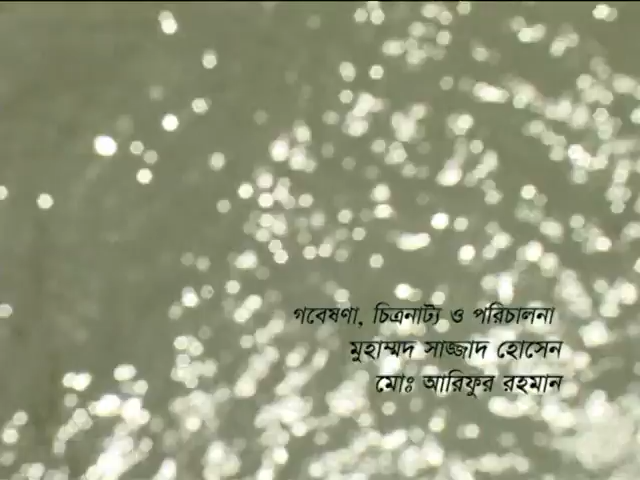 গবেষণা, চিত্রনাট্য ও পরিচালনা
মুহাম্মদ সাজ্জাদ হোসেন
মোঃ আরিফুর রহমান